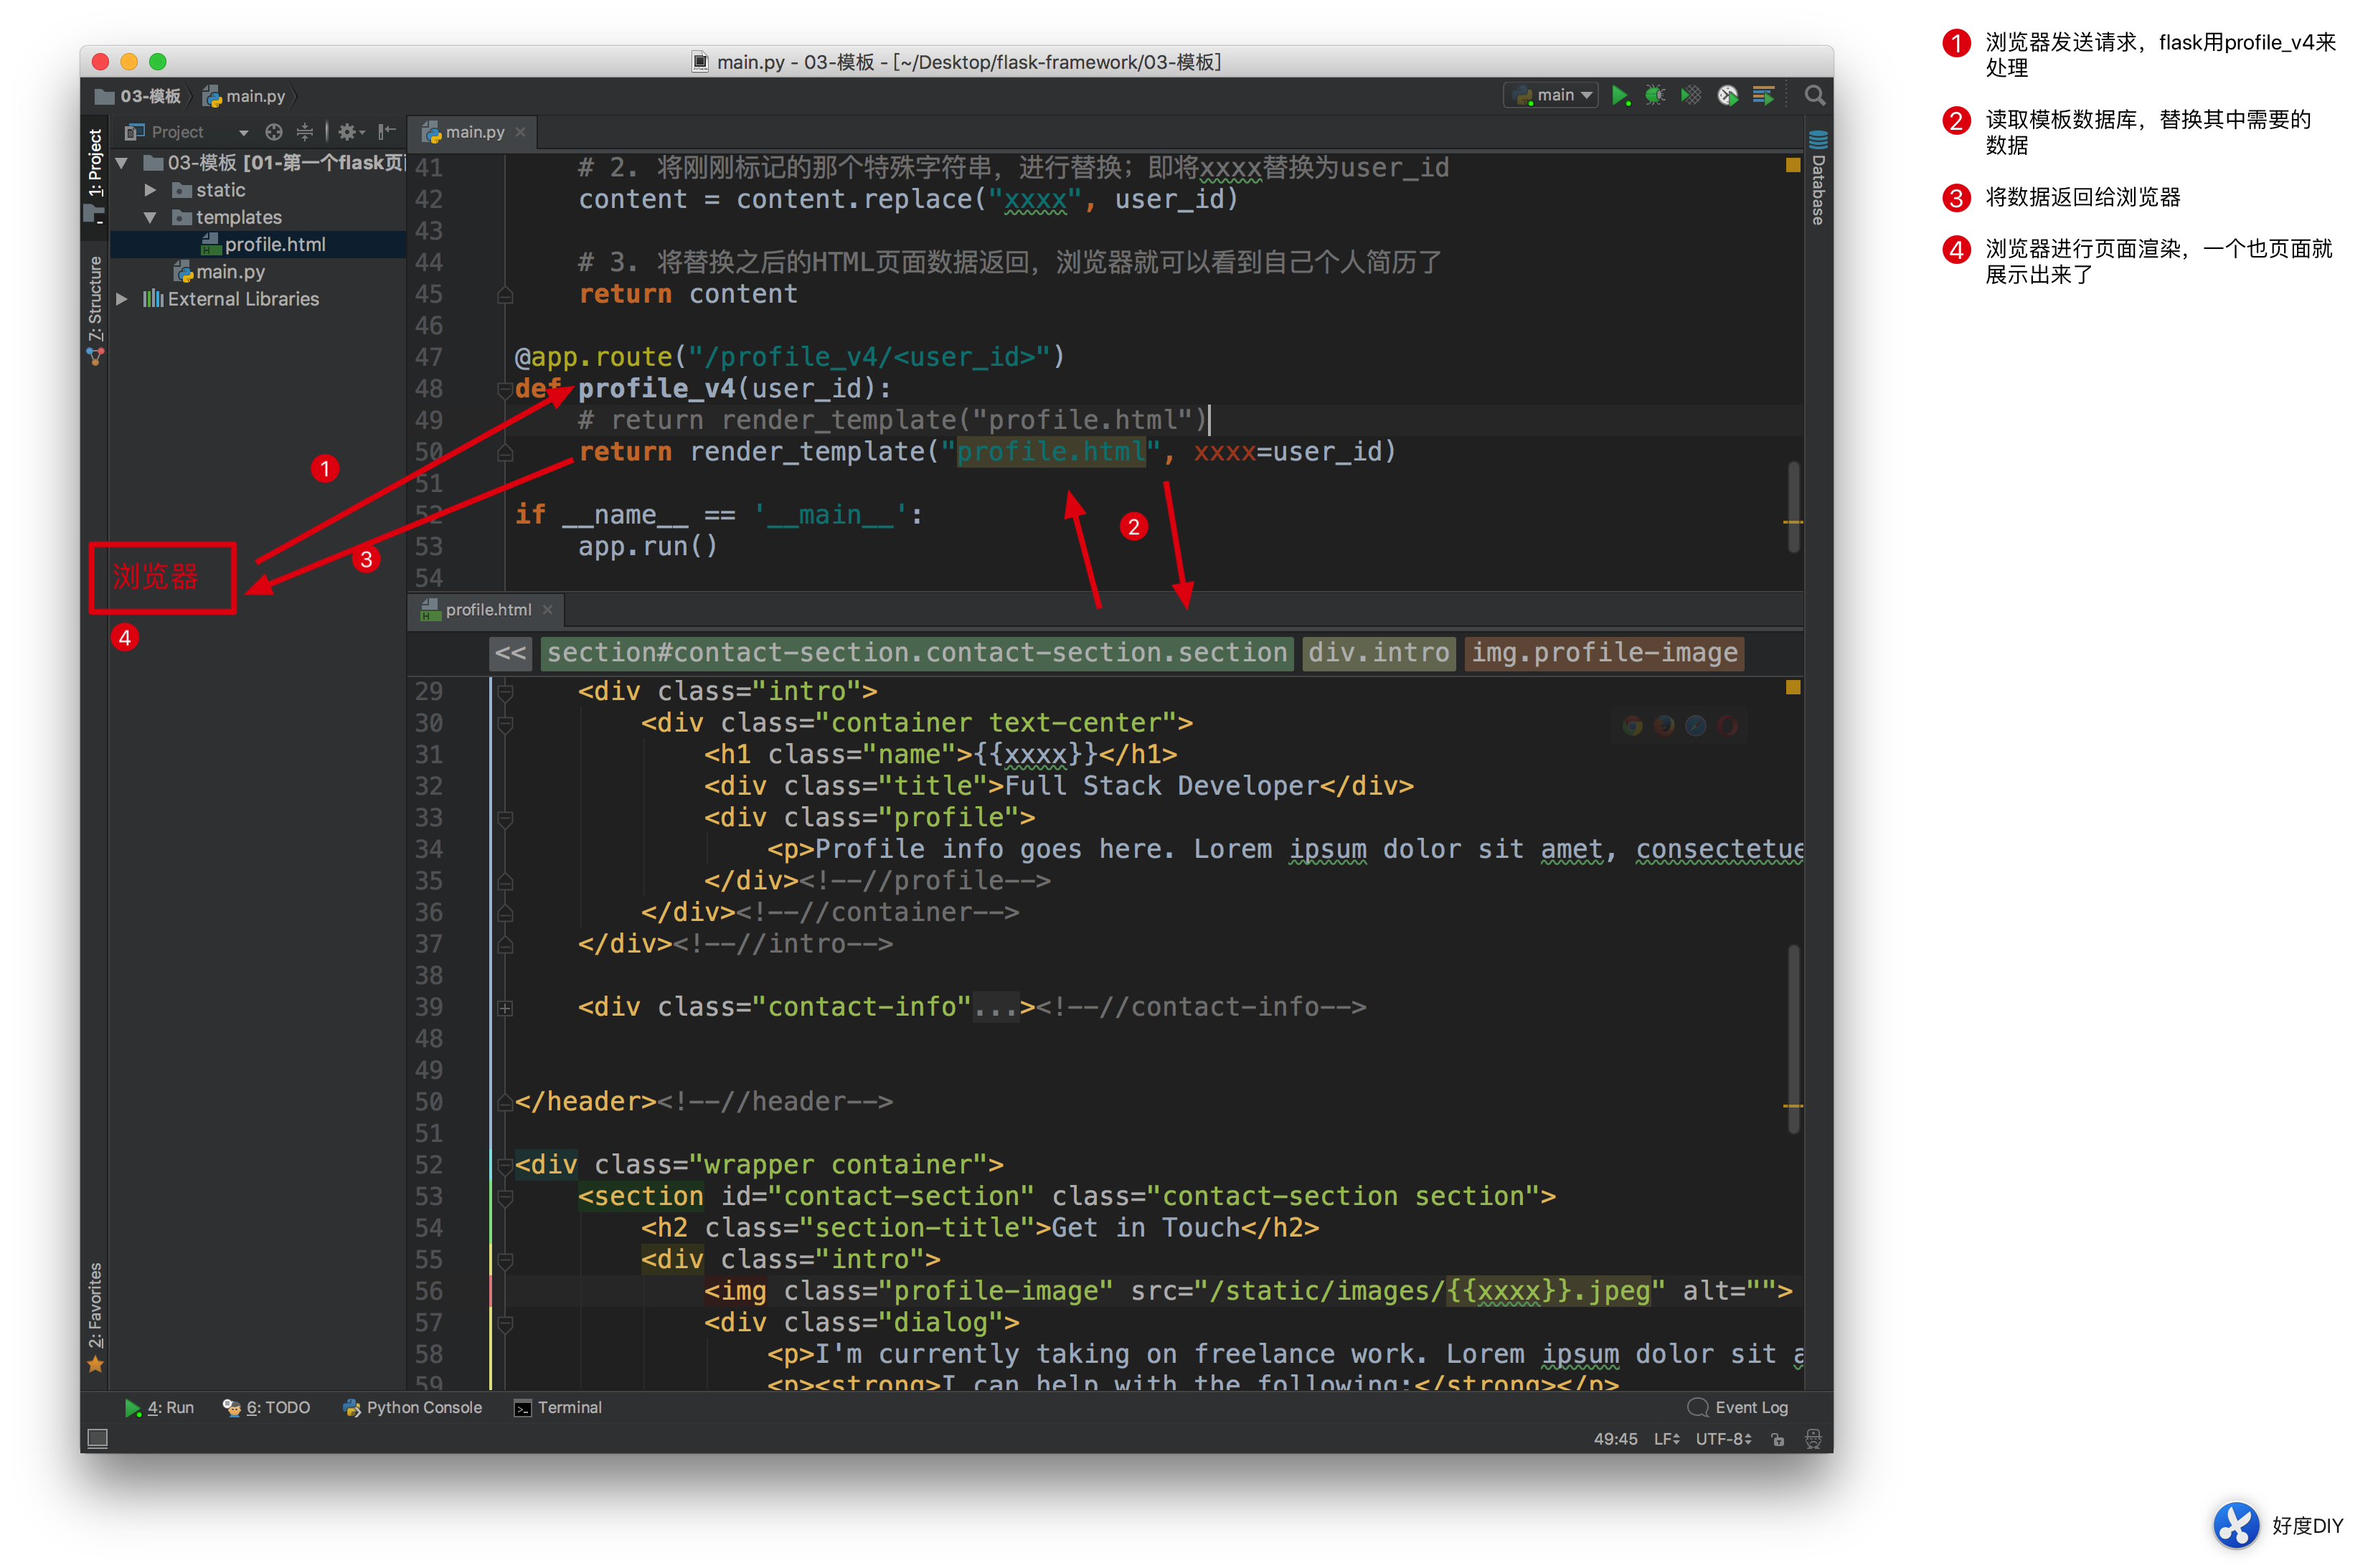 main.py - 03-模板 - [~/Desktop/flask-framework/03-模板]
03-模板
main.py
main
Project
main.py
1: Project
Z: Structure
2: Favorites
Database
03-模板 [01-第一个flask页
static
templates
profile.html
main.py
External Libraries
41 # 2. 将刚刚标记的那个特殊字符串，进行替换；即将xxxx替换为user_id
42 content = content.replace("xxxx", user_id)
43
44 # 3. 将替换之后的HTML页面数据返回，浏览器就可以看到自己个人简历了
45 return content
46
47 @app.route("/profile_v4/<user_id>")
48 def profile_v4(user_id):
49 # return render_template("profile.html")
50 return render_template("profile.html", xxxx=user_id)
51
52 if __name__ == '__main__':
53 app.run()
54
1
2
3
浏览器
4
profile.html
<< section#contact-section.contact-section.section div.intro img.profile-image
29 <div class="intro">
30 <div class="container text-center">
31 <h1 class="name">{{xxxx}}</h1>
32 <div class="title">Full Stack Developer</div>
33 <div class="profile">
34 <p>Profile info goes here. Lorem ipsum dolor sit amet, consectetue
35 </div><!--//profile-->
36 </div><!--//container-->
37 </div><!--//intro-->
38
39 <div class="contact-info"...><!--//contact-info-->
48
49
50 </header><!--//header-->
51
52 <div class="wrapper container">
53 <section id="contact-section" class="contact-section section">
54 <h2 class="section-title">Get in Touch</h2>
55 <div class="intro">
56 <img class="profile-image" src="/static/images/{{xxxx}}.jpeg" alt="">
57 <div class="dialog">
58 <p>I'm currently taking on freelance work. Lorem ipsum dolor sit a
59 <p><strong>I can help with the following:</strong></p>
4: Run 6: TODO Python Console Terminal Event Log
49:45 LF UTF-8
1 浏览器发送请求，flask用profile_v4来
处理
2 读取模板数据库，替换其中需要的
数据
3 将数据返回给浏览器
4 浏览器进行页面渲染，一个也页面就
展示出来了
好度DIY